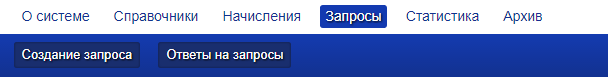 О системе Справочники Начисления Запросы Статистика Архив
Создание запроса Ответы на запросы